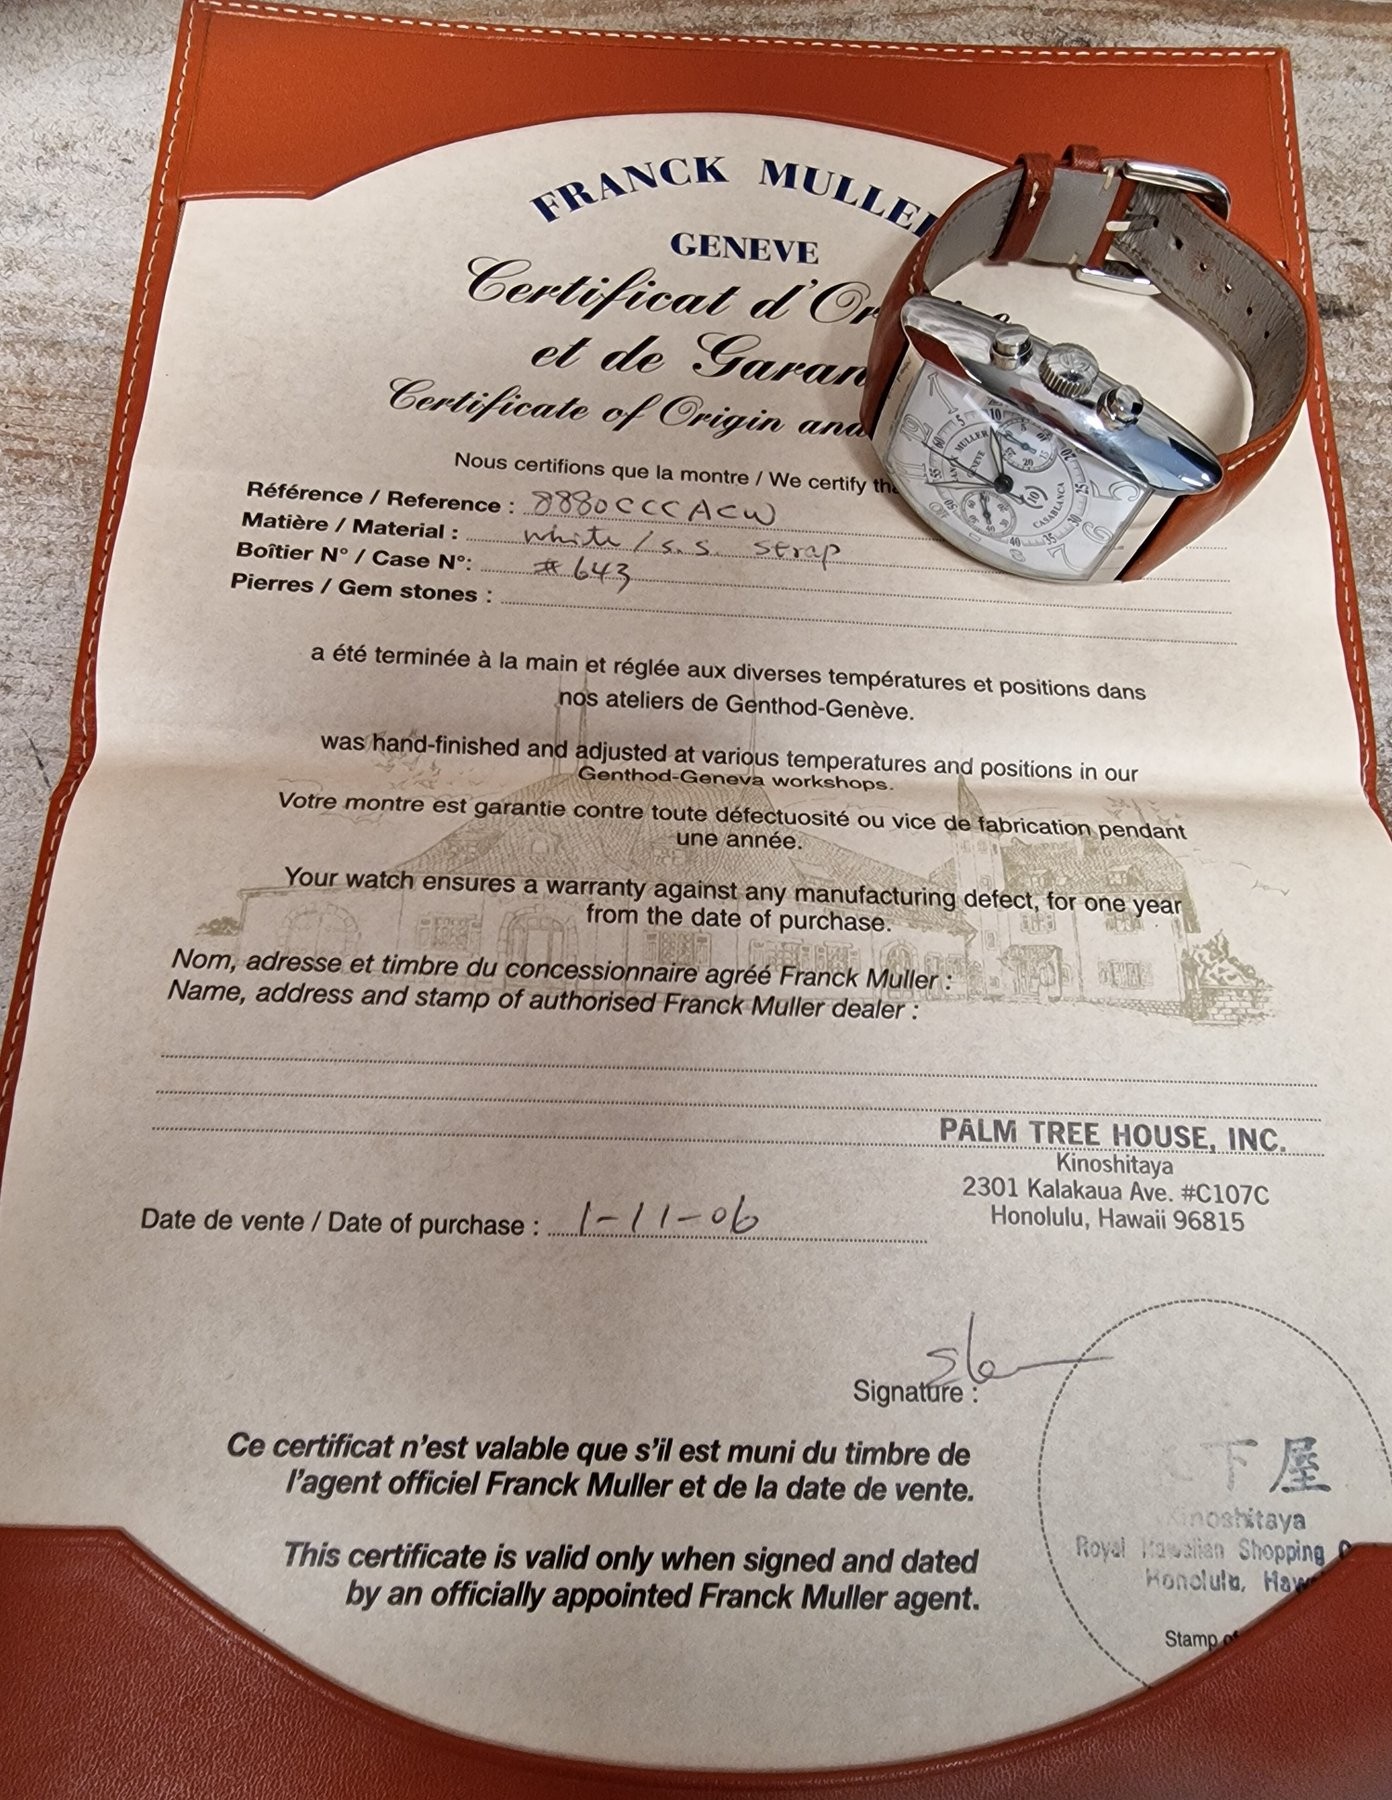 FRANCK MULLER
GENEVE
Certificat d'Or
et de Garan
Certificate of Origin and
Nous certifions que la montre / We certify tha
Référence / Reference : 8880CCCACW
Matière / Material : white / s.s. strap
Boîtier N° / Case N°: # 643
Pierres / Gem stones :
FRANCK MULLER
GENEVE
CASABLANCA
a été terminée à la main et réglée aux diverses températures et positions dans
nos ateliers de Genthod-Genève.
was hand-finished and adjusted at various temperatures and positions in our
Genthod-Geneva workshops.
Votre montre est garantie contre toute défectuosité ou vice de fabrication pendant
une année.
Your watch ensures a warranty against any manufacturing defect, for one year
from the date of purchase.
Nom, adresse et timbre du concessionnaire agréé Franck Muller :
Name, address and stamp of authorised Franck Muller dealer :
PALM TREE HOUSE, INC.
Kinoshitaya
2301 Kalakaua Ave. #C107C
Honolulu, Hawaii 96815
Date de vente / Date of purchase : 1-11-06
Signature :
Ce certificat n'est valable que s'il est muni du timbre de
l'agent officiel Franck Muller et de la date de vente.
This certificate is valid only when signed and dated
by an officially appointed Franck Muller agent.
下屋
Kinoshitaya
Royal Hawaiian Shopping C
Honolulu, Haw
Stamp of